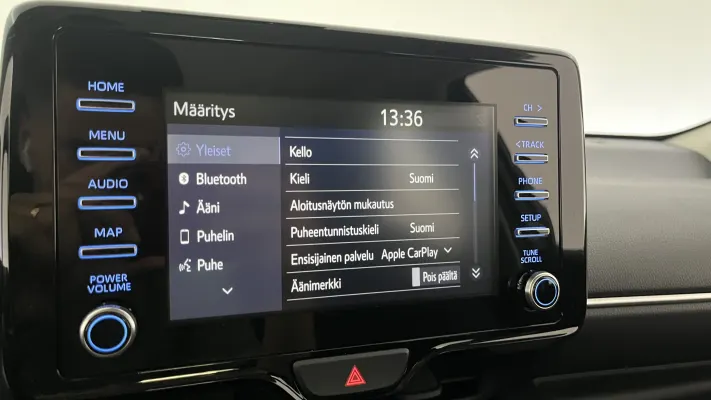 HOME
MENU
AUDIO
MAP
POWER
VOLUME
Määritys
13:36
Yleiset
Bluetooth
Ääni
Puhelin
Puhe
Kello
Kieli Suomi
Aloitusnäytön mukautus
Puheentunnistuskieli Suomi
Ensisijainen palvelu Apple CarPlay
Äänimerkki Pois päältä
CH >
<TRACK
PHONE
SETUP
TUNE
SCROLL